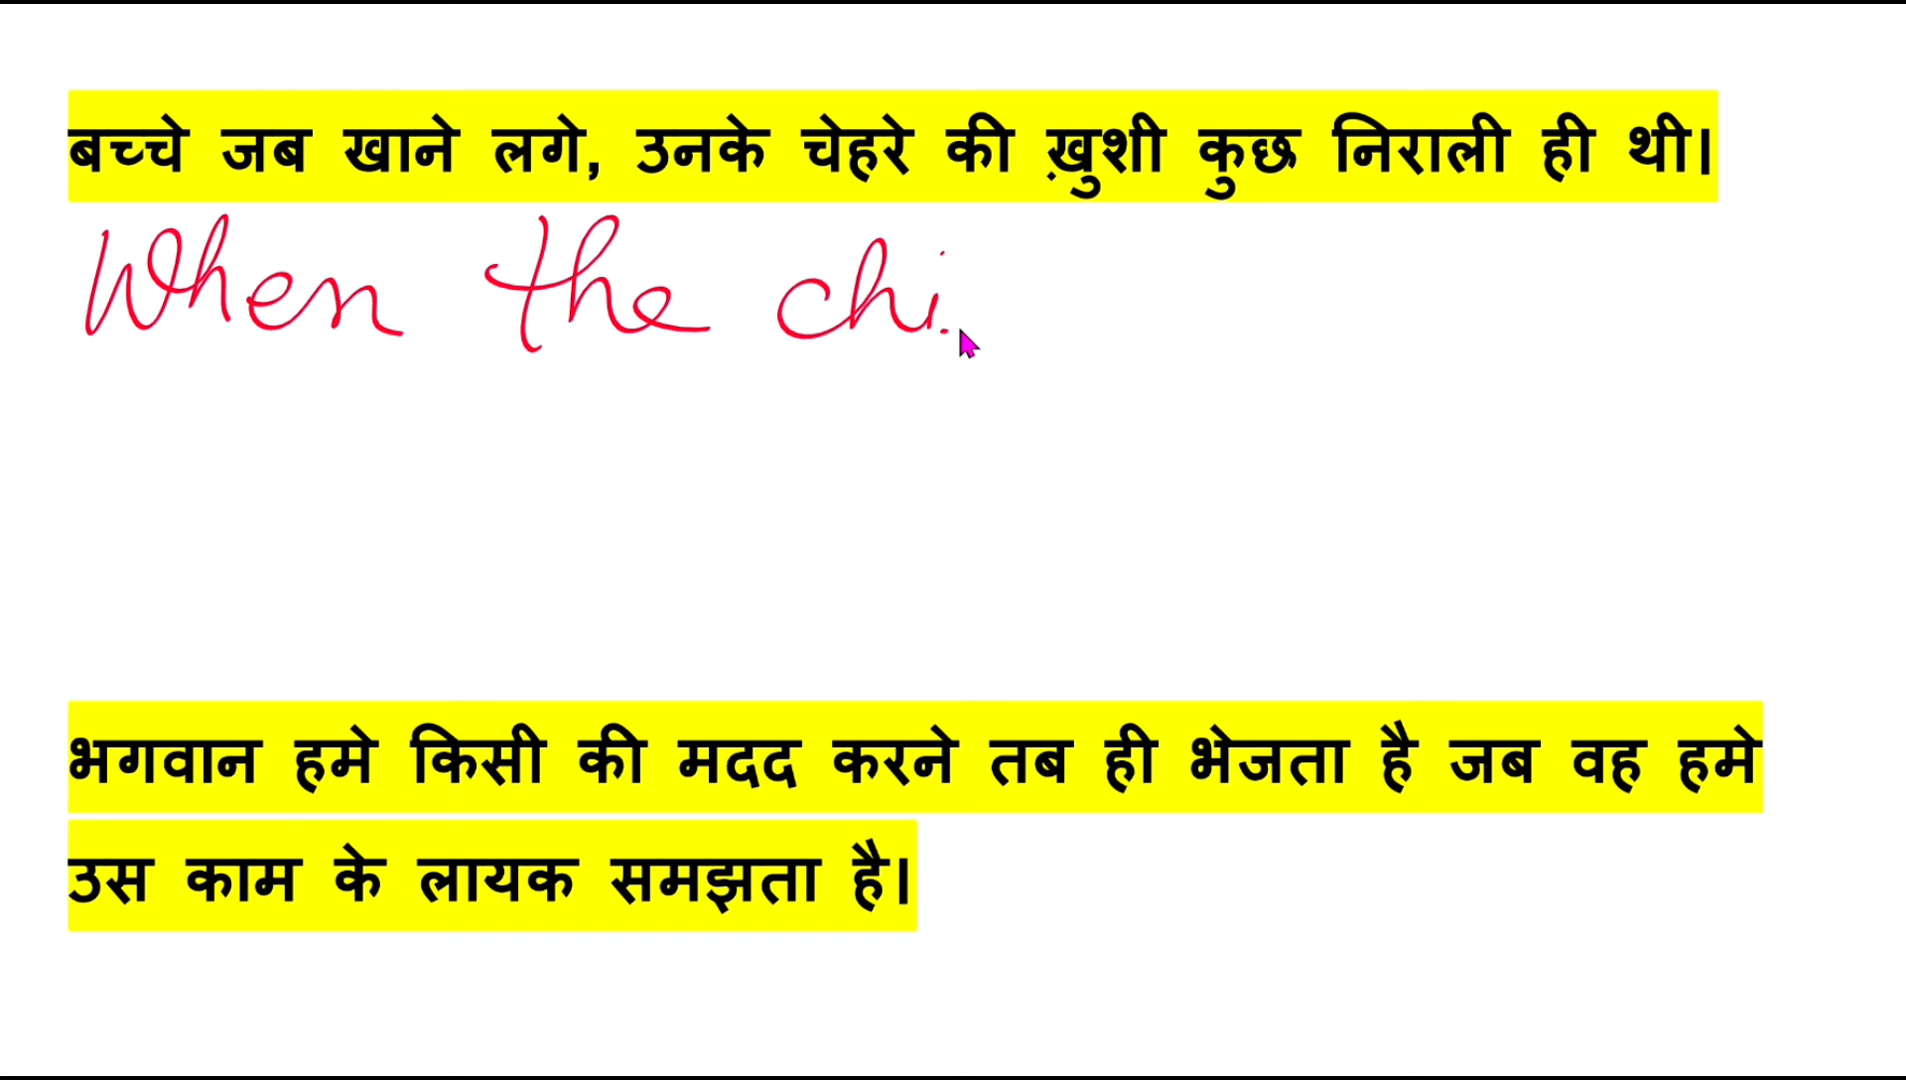 बच्चे जब खाने लगे, उनके चेहरे की ख़ुशी कुछ निराली ही थी।
When the chi
भगवान हमे किसी की मदद करने तब ही भेजता है जब वह हमे
उस काम के लायक समझता है।